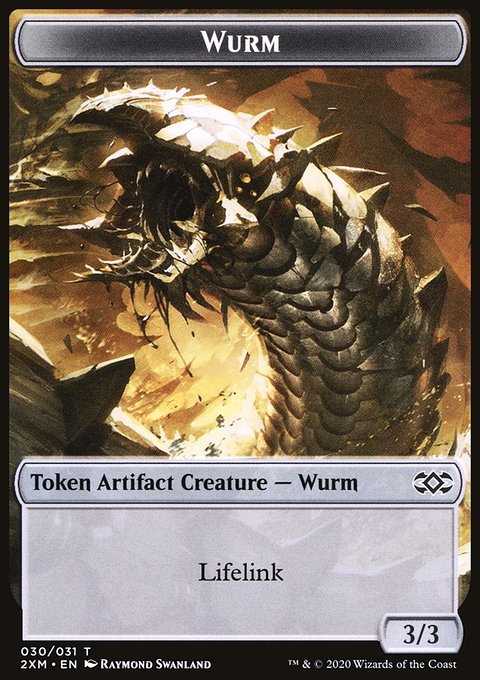 Wurm
Token Artifact Creature — Wurm
Lifelink
3/3
030/031 T
2XM • EN Raymond Swanland
™ & © 2020 Wizards of the Coast